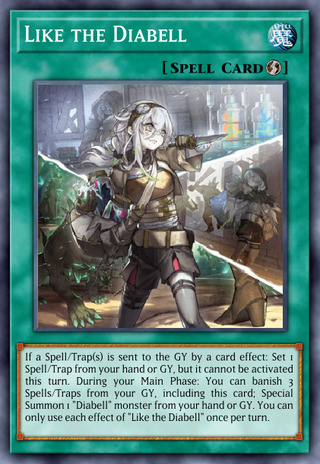 Like the Diabell
[Spell Card]
If a Spell/Trap(s) is sent to the GY by a card effect: Set 1
Spell/Trap from your hand or GY, but it cannot be activated
this turn. During your Main Phase: You can banish 3
Spells/Traps from your GY, including this card; Special
Summon 1 "Diabell" monster from your hand or GY. You can
only use each effect of "Like the Diabell" once per turn.